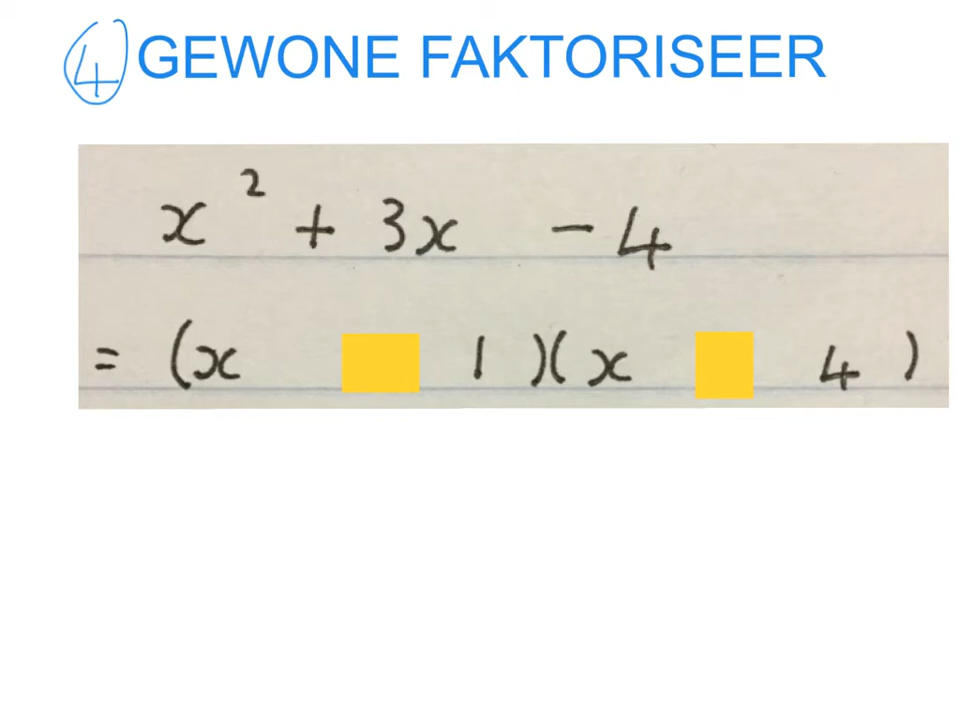 ④ GEWONE FAKTORISEER
x² + 3x - 4
= (x 1)(x 4)